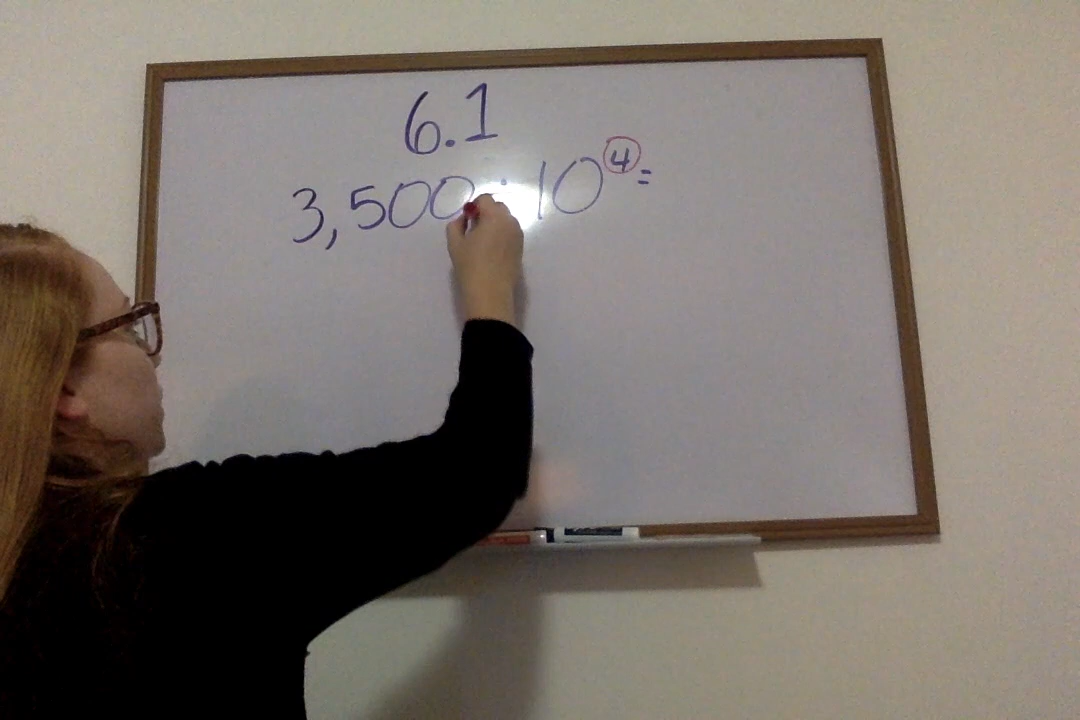 6.1
3,500 ÷ 10⁴ =